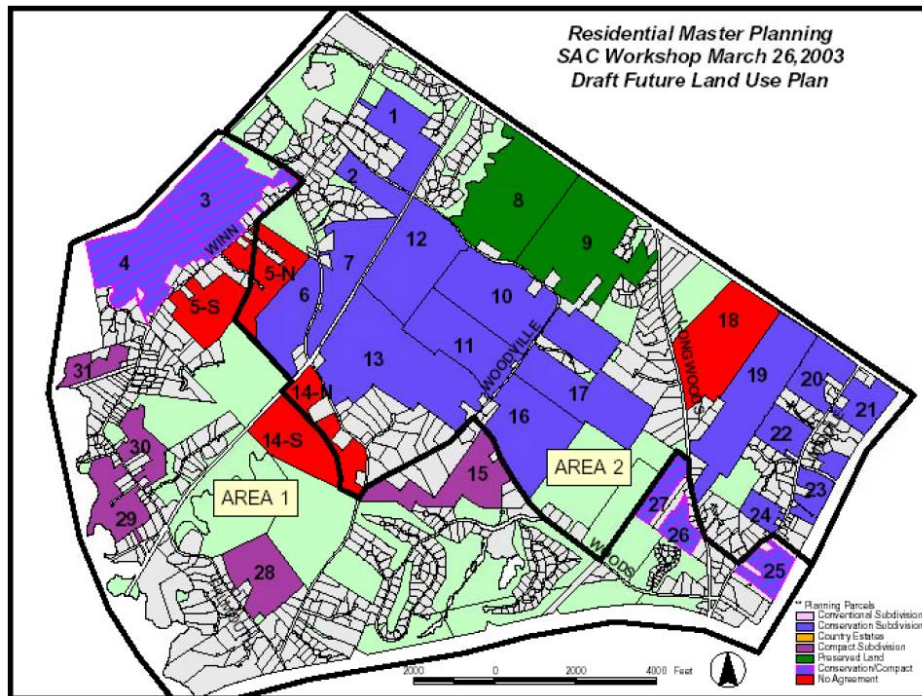 Residential Master Planning
SAC Workshop March 26,2003
Draft Future Land Use Plan
1
2
3
8
WINN
12
9
4
5-N
7
6
10
18
5-S
WOODVILLE
LONGWOODS
11
19
20
13
17
31
21
14-N
16
22
30
14-S
15
AREA 2
AREA 1
27
23
29
24
26
WOODS
25
28
Planning Parcels
Conventional Subdivision
Conservation Subdivision
Country Estates
Compact Subdivision
Preserved Land
Conservation/Compact
No Agreement
2000 0 2000 4000 Feet